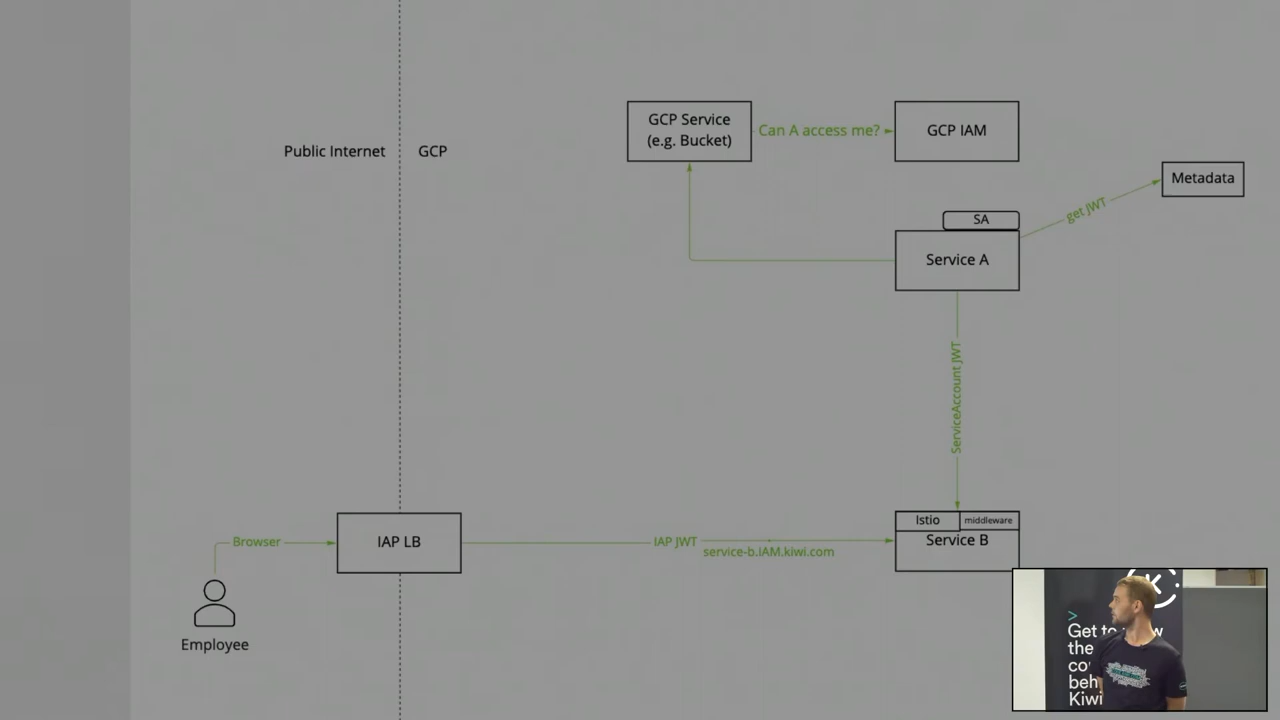 Public Internet
GCP
GCP Service
(e.g. Bucket)
Can A access me?
GCP IAM
Metadata
get JWT
SA
Service A
ServiceAccount JWT
Istio
middleware
Service B
IAP JWT
service-b.IAM.kiwi.com
IAP LB
Browser
Employee
>
Get to
the
beh
Kiwi